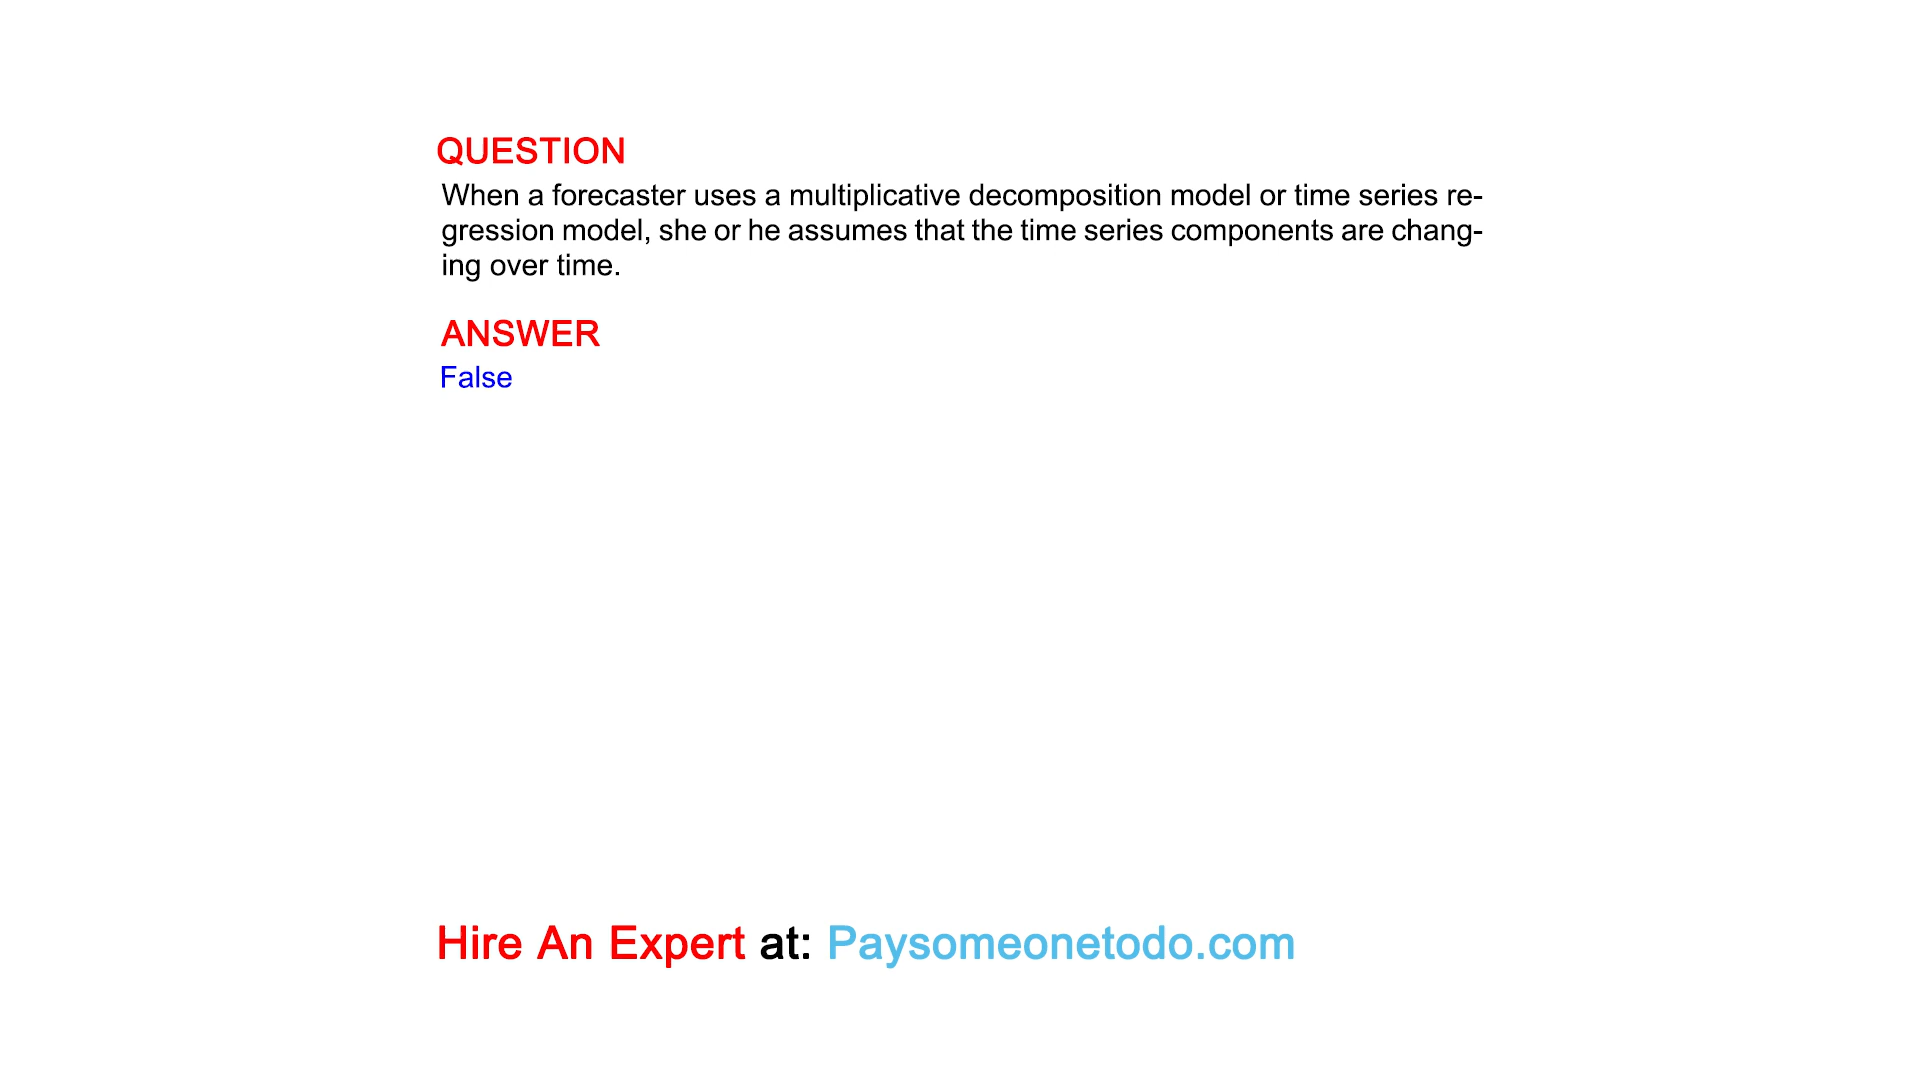 QUESTION
When a forecaster uses a multiplicative decomposition model or time series re-
gression model, she or he assumes that the time series components are chang-
ing over time.
ANSWER
False
Hire An Expert at: Paysomeonetodo.com